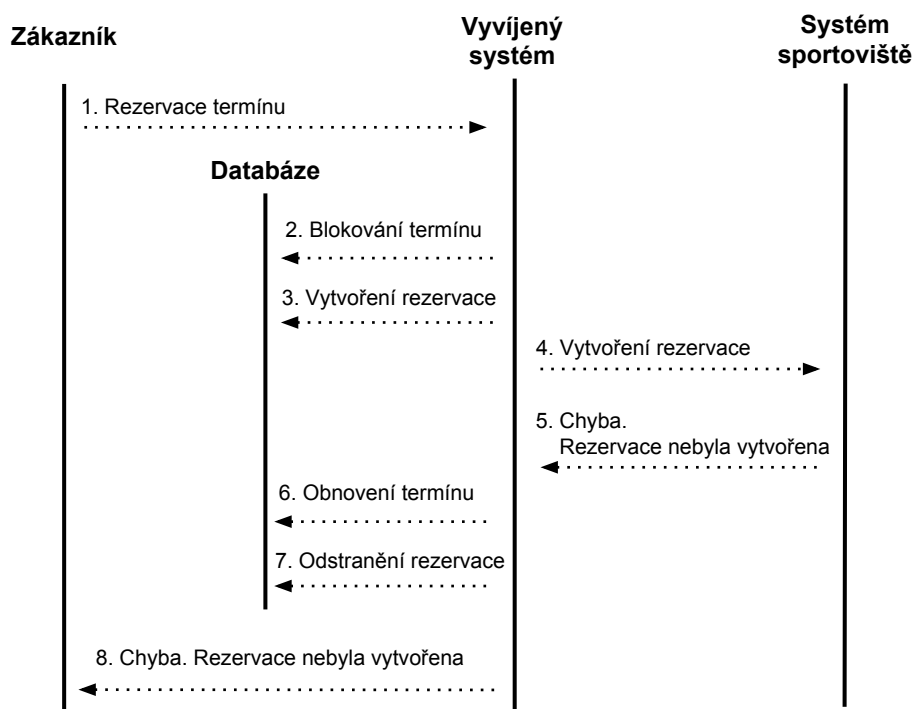 Zákazník
Vyvíjený
systém
Systém
sportoviště
1. Rezervace termínu
Databáze
2. Blokování termínu
3. Vytvoření rezervace
4. Vytvoření rezervace
5. Chyba.
Rezervace nebyla vytvořena
6. Obnovení termínu
7. Odstranění rezervace
8. Chyba. Rezervace nebyla vytvořena